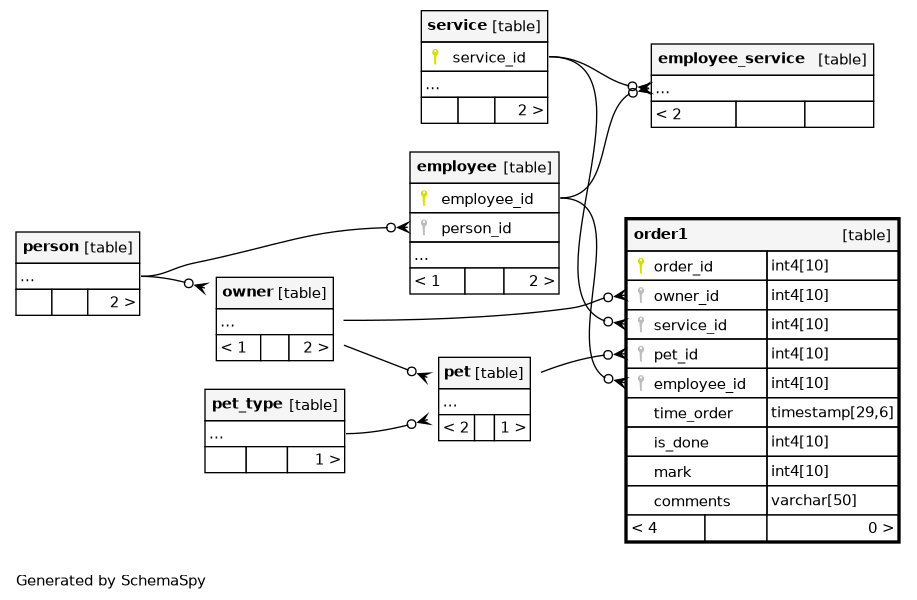 service [table]
service_id
...
2 >
employee_service [table]
...
< 2
employee [table]
employee_id
person_id
...
< 1 2 >
person [table]
...
2 >
owner [table]
...
< 1 2 >
pet_type [table]
...
1 >
pet [table]
...
< 2 1 >
order1 [table]
order_id int4[10]
owner_id int4[10]
service_id int4[10]
pet_id int4[10]
employee_id int4[10]
time_order timestamp[29,6]
is_done int4[10]
mark int4[10]
comments varchar[50]
< 4 0 >
Generated by SchemaSpy